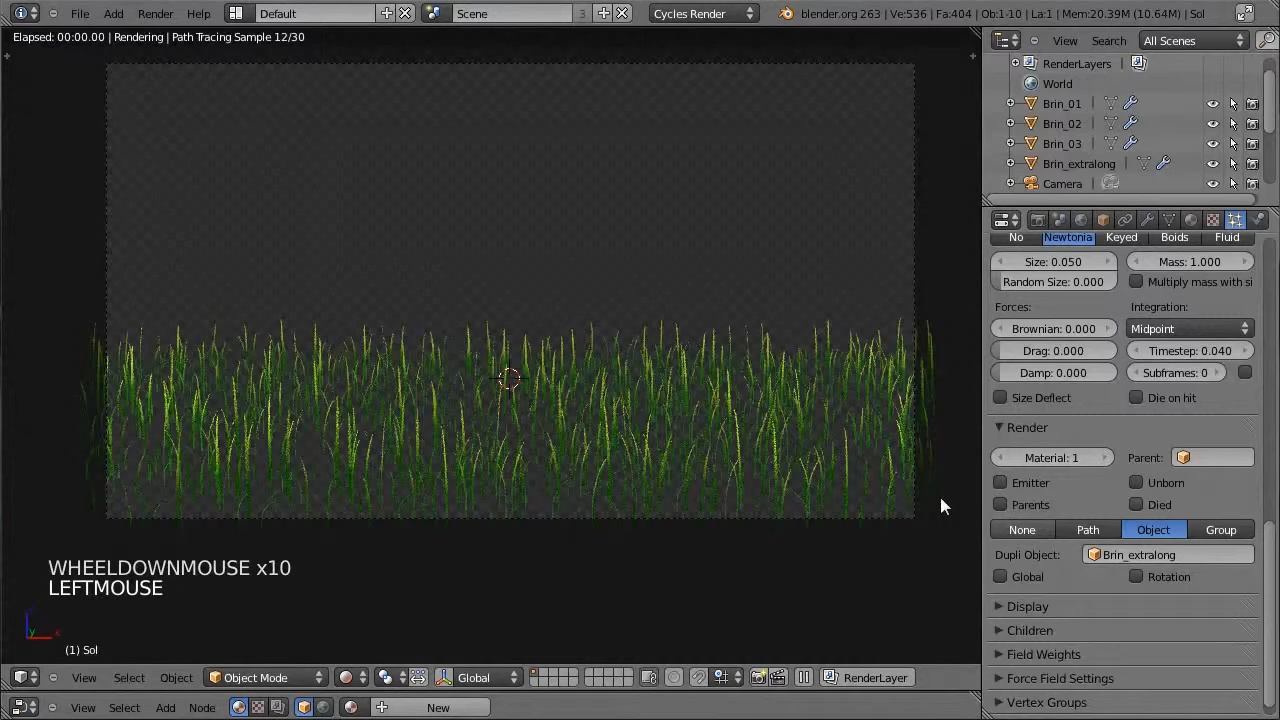 File Add Render Help Default Scene 3 Cycles Render blender.org 263 | Ve:536 | Fa:404 | Ob:1-10 | La:1 | Mem:20.39M (10.64M) | Sol
Elapsed: 00:00.00 | Rendering | Path Tracing Sample 12/30
View Search All Scenes
RenderLayers
World
Brin_01
Brin_02
Brin_03
Brin_extralong
Camera
No Newtonia Keyed Boids Fluid
Size: 0.050 Mass: 1.000
Random Size: 0.000 Multiply mass with si
Forces: Integration:
Brownian: 0.000 Midpoint
Drag: 0.000 Timestep: 0.040
Damp: 0.000 Subframes: 0
Size Deflect Die on hit
Render
Material: 1 Parent:
Emitter Unborn
Parents Died
None Path Object Group
Dupli Object: Brin_extralong
Global Rotation
Display
Children
Field Weights
Force Field Settings
Vertex Groups
WHEELDOWNMOUSE x10
LEFTMOUSE
y x
(1) Sol
View Select Object Object Mode Global RenderLayer
View Select Add Node New